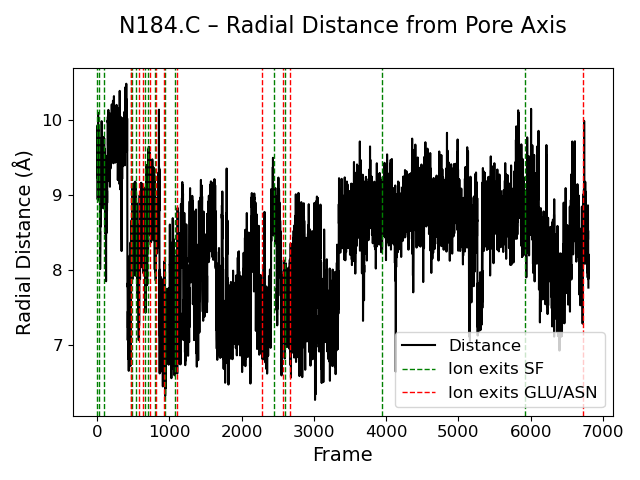 N184.C – Radial Distance from Pore Axis
Radial Distance (Å)
10
9
8
7
Distance
Ion exits SF
Ion exits GLU/ASN
0 1000 2000 3000 4000 5000 6000 7000
Frame